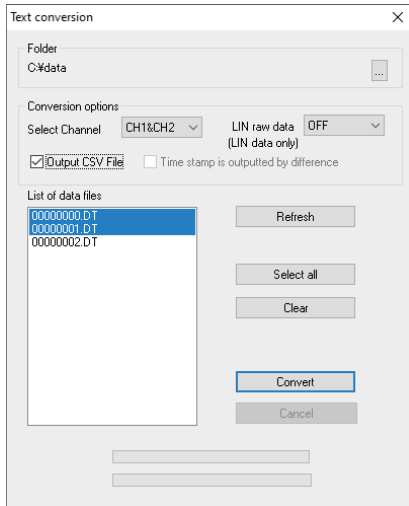 Text conversion
Folder
C:¥data
...
Conversion options
Select Channel CH1&CH2 LIN raw data OFF
(LIN data only)
Output CSV File Time stamp is outputted by difference
List of data files
00000000.DT
00000001.DT
00000002.DT
Refresh
Select all
Clear
Convert
Cancel